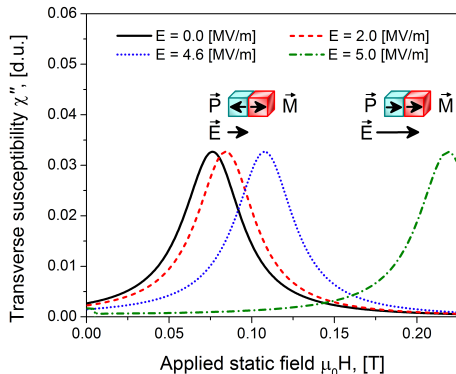 E = 0.0 [MV/m] E = 2.0 [MV/m]
E = 4.6 [MV/m] E = 5.0 [MV/m]
P M P M
E E
0.06
0.05
0.04
0.03
0.02
0.01
0.00
0.00 0.05 0.10 0.15 0.20
Transverse susceptibility χ″, [d.u.]
Applied static field μ₀H, [T]